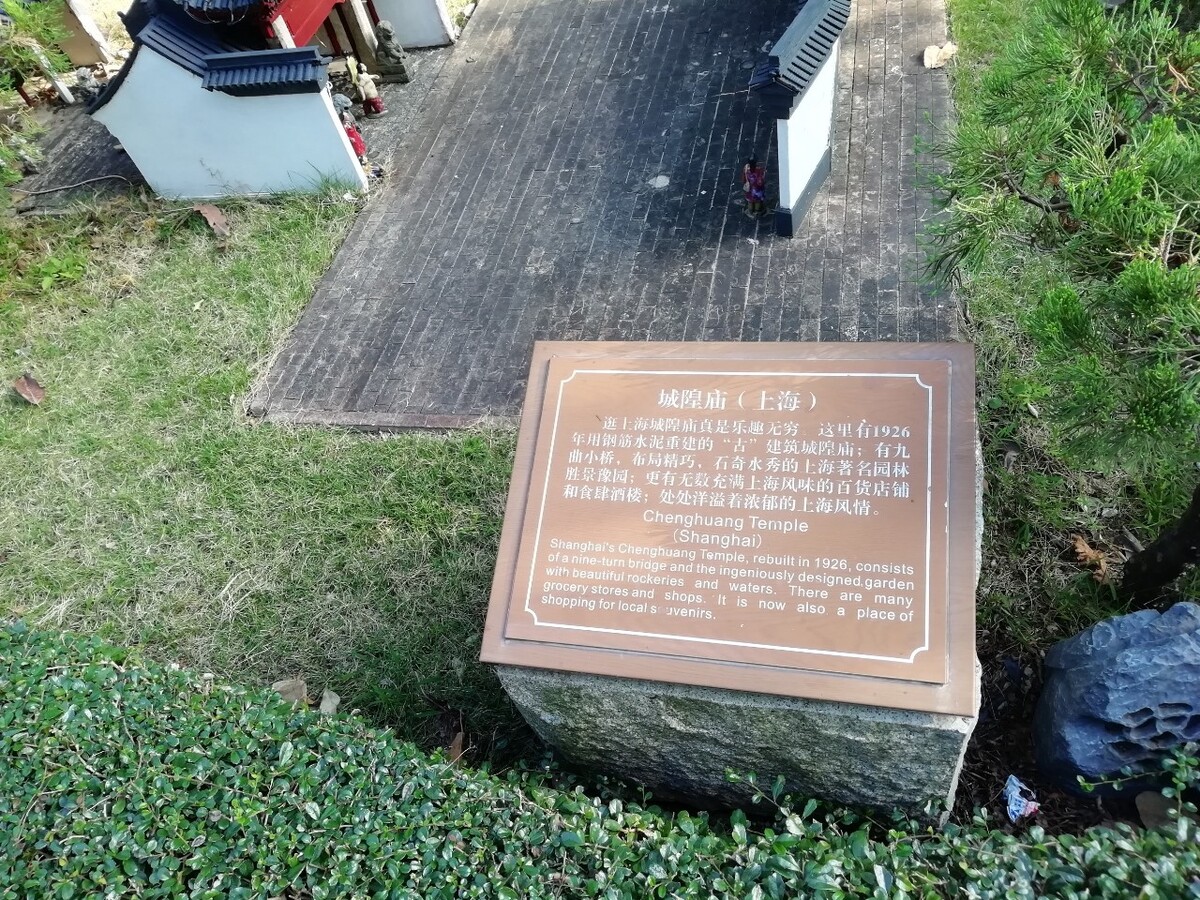 城隍庙（上海）
逛上海城隍庙真是乐趣无穷。这里有1926
年用钢筋水泥重建的“古”建筑城隍庙；有九
曲小桥，布局精巧，石奇水秀的上海著名园林
胜景豫园；更有无数充满上海风味的百货店铺
和食肆酒楼；处处洋溢着浓郁的上海风情。
Chenghuang Temple
(Shanghai)
Shanghai's Chenghuang Temple, rebuilt in 1926, consists
of a nine-turn bridge and the ingeniously designed garden
with beautiful rockeries and waters. There are many
grocery stores and shops. It is now also a place of
shopping for local souvenirs.